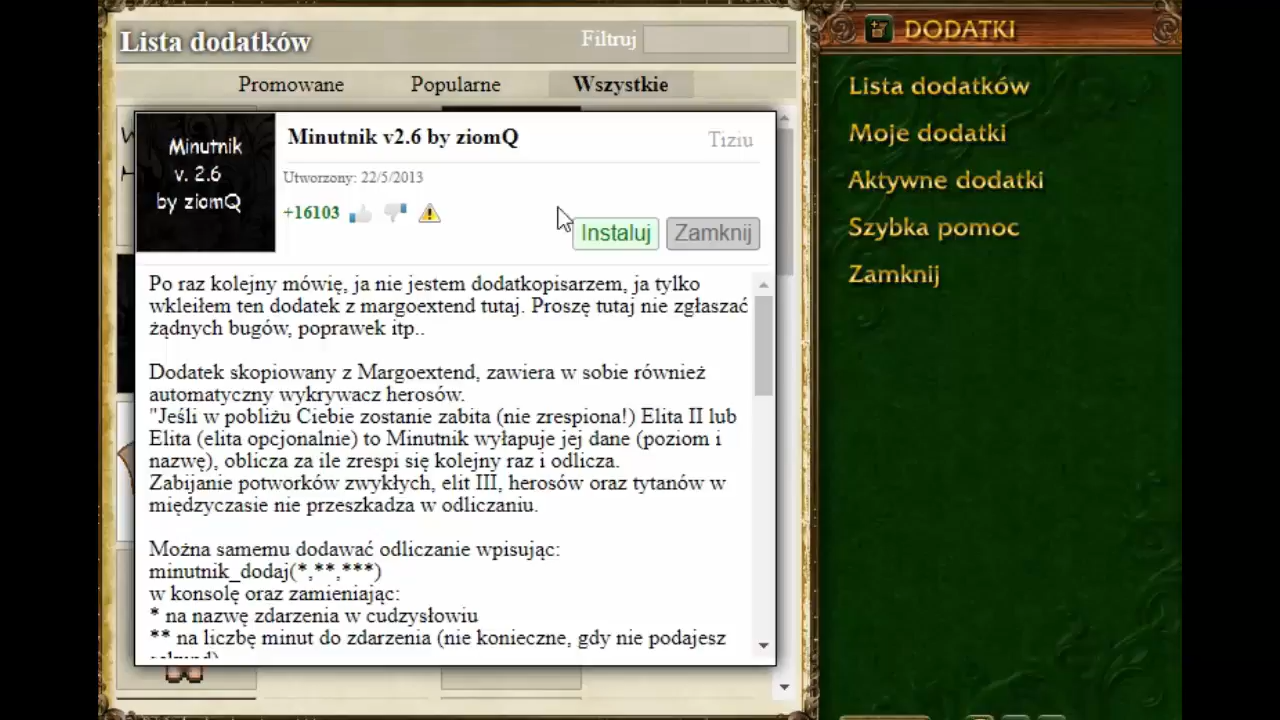 Lista dodatków
Filtruj
Promowane
Popularne
Wszystkie
Minutnik
v. 2.6
by ziomQ
Minutnik v2.6 by ziomQ
Tiziu
Utworzony: 22/5/2013
+16103
Instaluj
Zamknij
Po raz kolejny mówię, ja nie jestem dodatkopisarzem, ja tylko
wkleiłem ten dodatek z margoextend tutaj. Proszę tutaj nie zgłaszać
żądnych bugów, poprawek itp..
Dodatek skopiowany z Margoextend, zawiera w sobie również
automatyczny wykrywacz herosów.
"Jeśli w pobliżu Ciebie zostanie zabita (nie zrespiona!) Elita II lub
Elita (elita opcjonalnie) to Minutnik wyłapuje jej dane (poziom i
nazwę), oblicza za ile zrespi się kolejny raz i odlicza.
Zabijanie potworków zwykłych, elit III, herosów oraz tytanów w
międzyczasie nie przeszkadza w odliczaniu.
Można samemu dodawać odliczanie wpisując:
minutnik_dodaj(*,**,***)
w konsolę oraz zamieniając:
* na nazwę zdarzenia w cudzysłowiu
** na liczbę minut do zdarzenia (nie konieczne, gdy nie podajesz
DODATKI
Lista dodatków
Moje dodatki
Aktywne dodatki
Szybka pomoc
Zamknij